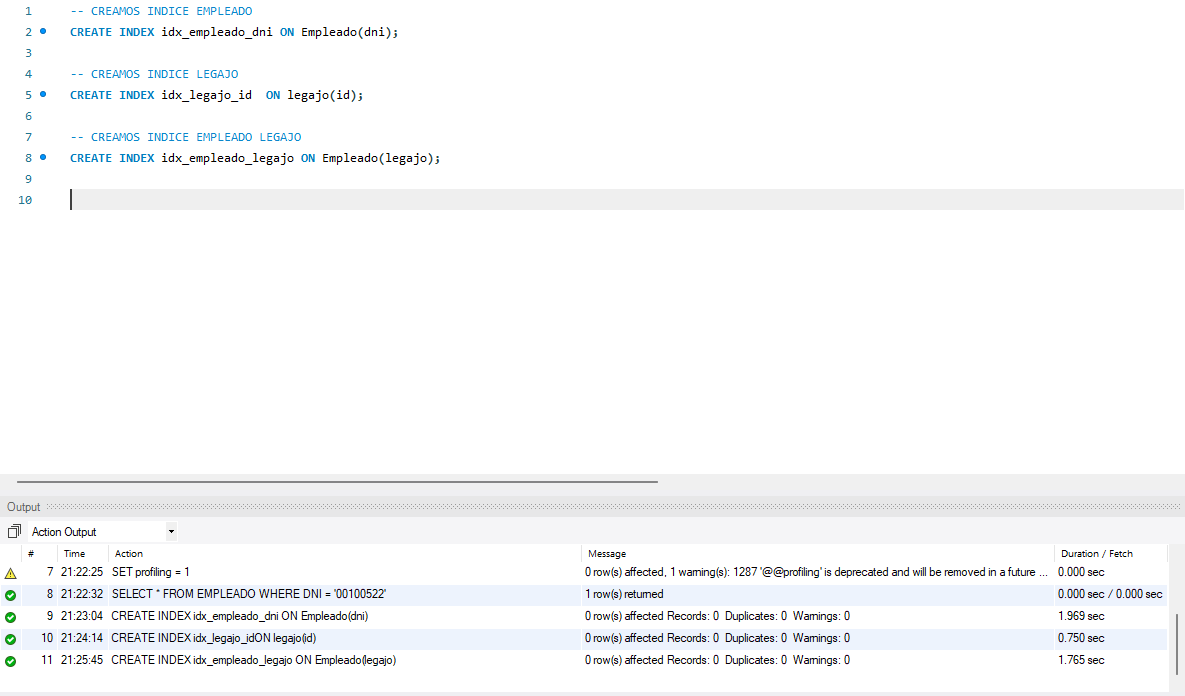 1 -- CREAMOS INDICE EMPLEADO
2 CREATE INDEX idx_empleado_dni ON Empleado(dni);
3
4 -- CREAMOS INDICE LEGAJO
5 CREATE INDEX idx_legajo_id  ON legajo(id);
6
7 -- CREAMOS INDICE EMPLEADO LEGAJO
8 CREATE INDEX idx_empleado_legajo ON Empleado(legajo);
9
10
Output
Action Output
# Time Action Message Duration / Fetch
7 21:22:25 SET profiling = 1 0 row(s) affected, 1 warning(s): 1287 '@@profiling' is deprecated and will be removed in a future ... 0.000 sec
8 21:22:32 SELECT * FROM EMPLEADO WHERE DNI = '00100522' 1 row(s) returned 0.000 sec / 0.000 sec
9 21:23:04 CREATE INDEX idx_empleado_dni ON Empleado(dni) 0 row(s) affected Records: 0  Duplicates: 0  Warnings: 0 1.969 sec
10 21:24:14 CREATE INDEX idx_legajo_idON legajo(id) 0 row(s) affected Records: 0  Duplicates: 0  Warnings: 0 0.750 sec
11 21:25:45 CREATE INDEX idx_empleado_legajo ON Empleado(legajo) 0 row(s) affected Records: 0  Duplicates: 0  Warnings: 0 1.765 sec